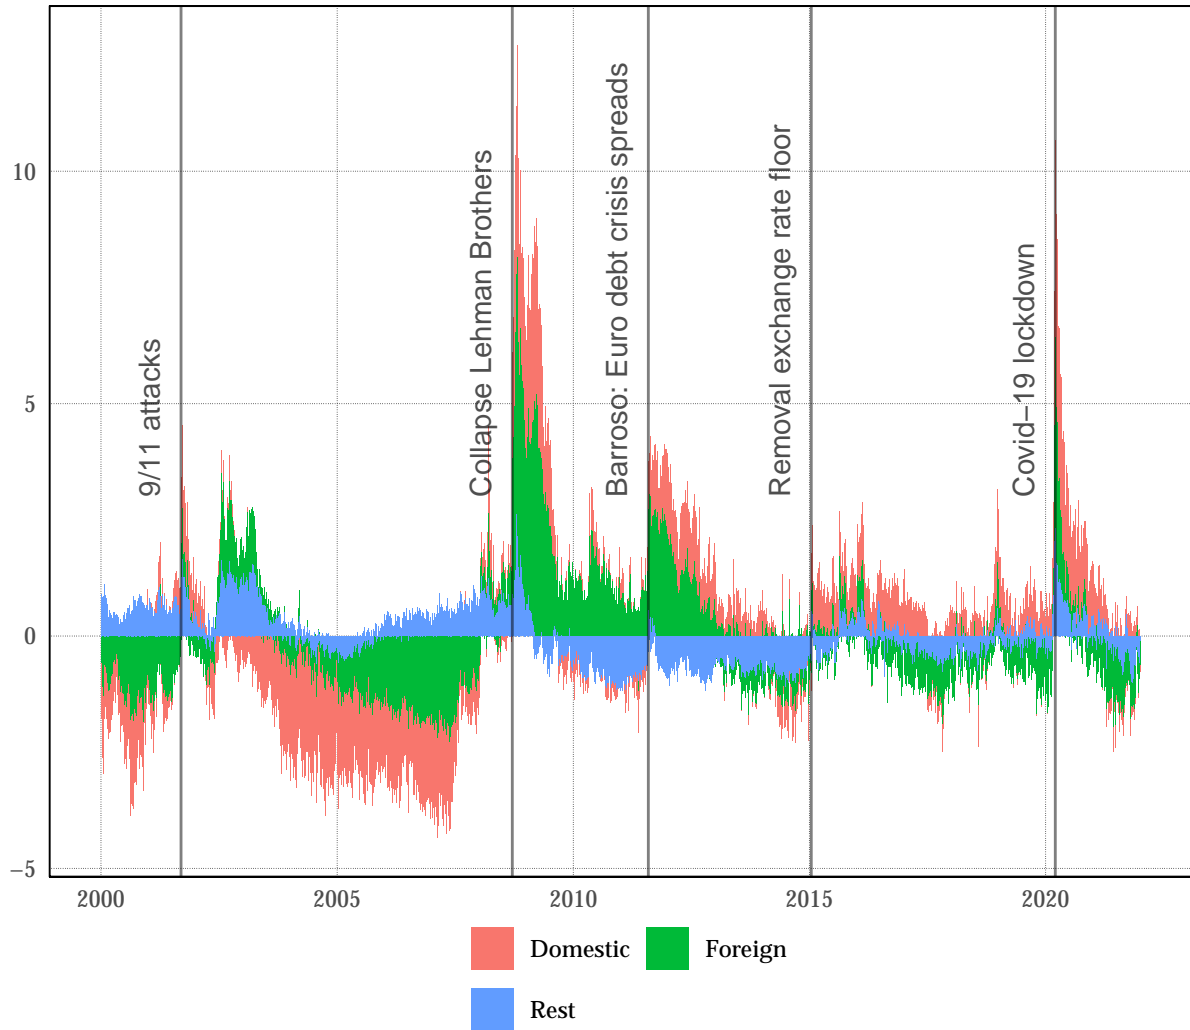 10
5
0
−5
9/11 attacks
Collapse Lehman Brothers
Barroso: Euro debt crisis spreads
Removal exchange rate floor
Covid−19 lockdown
2000
2005
2010
2015
2020
Domestic
Foreign
Rest